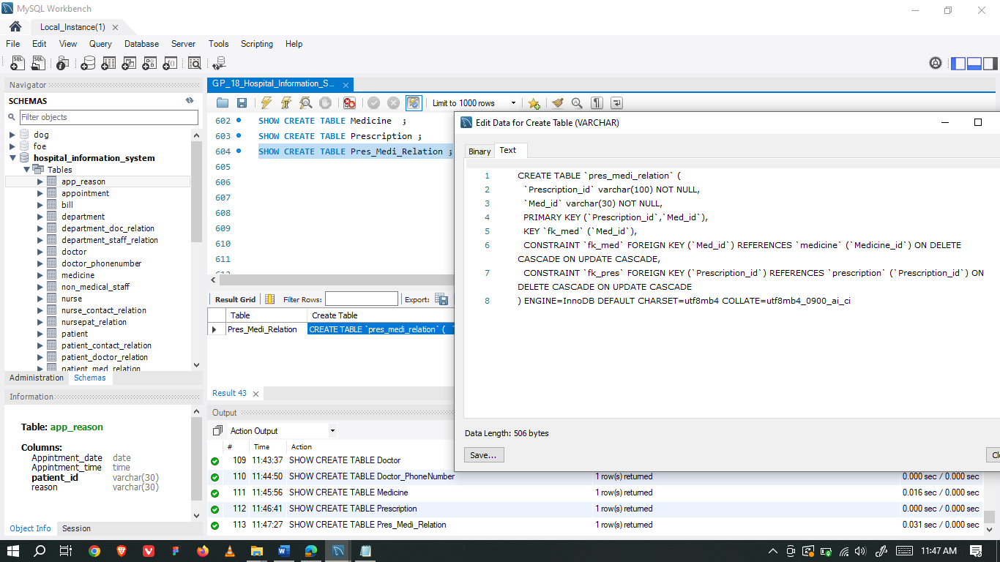 MySQL Workbench
Local_Instance(1)
File Edit View Query Database Server Tools Scripting Help
Navigator
SCHEMAS
Filter objects
dog
foe
hospital_information_system
Tables
app_reason
appointment
bill
department
department_doc_relation
department_staff_relation
doctor
doctor_phonenumber
medicine
non_medical_staff
nurse
nurse_contact_relation
nursepat_relation
patient
patient_contact_relation
patient_doctor_relation
patient_med_relation
Administration Schemas
Information
Table: app_reason
Columns:
Appintment_date date
Appintment_time time
patient_id varchar(30)
reason varchar(30)
Object Info Session
GP_18_Hospital_Information_S...
Limit to 1000 rows
602 SHOW CREATE TABLE Medicine ;
603 SHOW CREATE TABLE Prescription ;
604 SHOW CREATE TABLE Pres_Medi_Relation ;
605
606
607
608
609
610
611
612
Result Grid Filter Rows: Export:
Table Create Table
Pres_Medi_Relation CREATE TABLE `pres_medi_relation` ( `
Result 43
Output
Action Output
# Time Action
109 11:43:37 SHOW CREATE TABLE Doctor
110 11:44:50 SHOW CREATE TABLE Doctor_PhoneNumber 1 row(s) returned 0.000 sec / 0.000 sec
111 11:45:56 SHOW CREATE TABLE Medicine 1 row(s) returned 0.016 sec / 0.000 sec
112 11:46:41 SHOW CREATE TABLE Prescription 1 row(s) returned 0.000 sec / 0.000 sec
113 11:47:27 SHOW CREATE TABLE Pres_Medi_Relation 1 row(s) returned 0.031 sec / 0.000 sec
Edit Data for Create Table (VARCHAR)
Binary Text
1 CREATE TABLE `pres_medi_relation` (
2 `Prescription_id` varchar(100) NOT NULL,
3 `Med_id` varchar(30) NOT NULL,
4 PRIMARY KEY (`Prescription_id`,`Med_id`),
5 KEY `fk_med` (`Med_id`),
6 CONSTRAINT `fk_med` FOREIGN KEY (`Med_id`) REFERENCES `medicine` (`Medicine_id`) ON DELETE
CASCADE ON UPDATE CASCADE,
7 CONSTRAINT `fk_pres` FOREIGN KEY (`Prescription_id`) REFERENCES `prescription` (`Prescription_id`) ON
DELETE CASCADE ON UPDATE CASCADE
8 ) ENGINE=InnoDB DEFAULT CHARSET=utf8mb4 COLLATE=utf8mb4_0900_ai_ci
Data Length: 506 bytes
Save...
11:47 AM